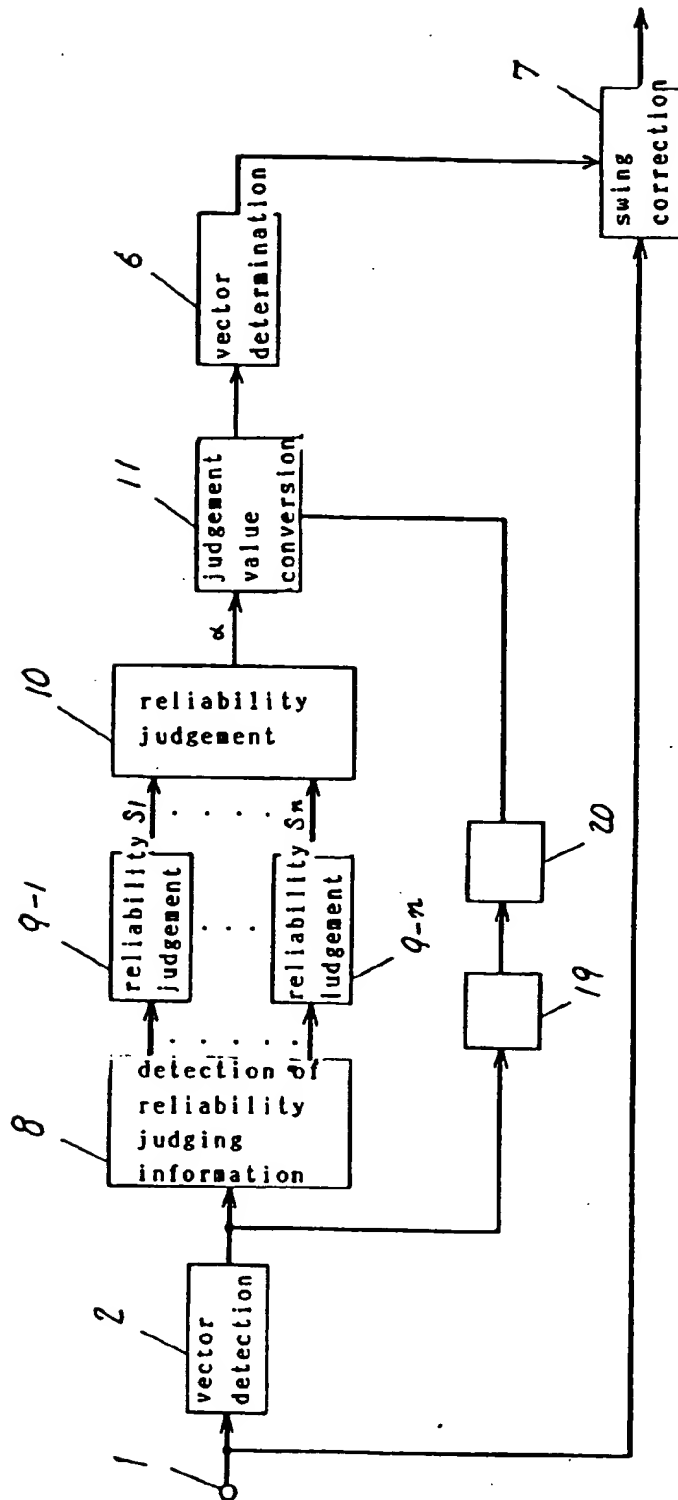 1
2
vector
detection
8
detection of
reliability
judging
information
9-1
reliability
judgement
S1
9-n
reliability
ludgement
Sn
10
reliability
judgement
α
11
judgement
value
conversion
6
vector
determination
7
swing
correction
19
20